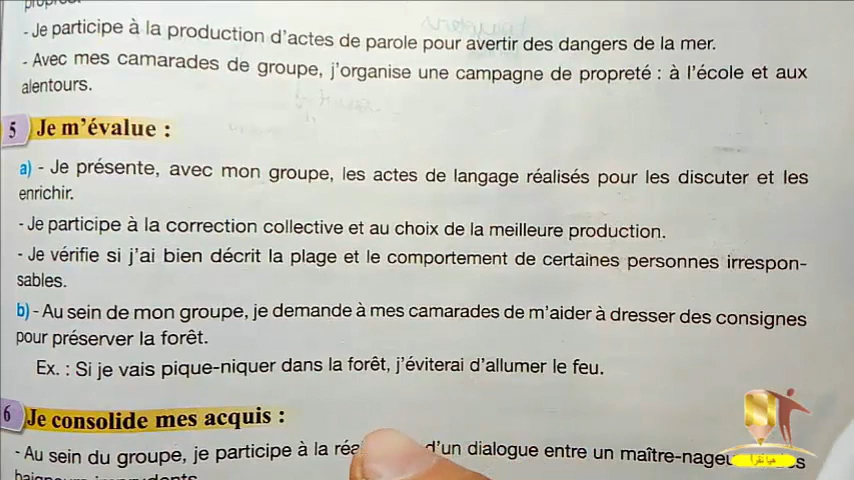 - Je participe à la production d'actes de parole pour avertir des dangers de la mer.
- Avec mes camarades de groupe, j'organise une campagne de propreté : à l'école et aux
alentours.
5 Je m'évalue :
a) - Je présente, avec mon groupe, les actes de langage réalisés pour les discuter et les
enrichir.
- Je participe à la correction collective et au choix de la meilleure production.
- Je vérifie si j'ai bien décrit la plage et le comportement de certaines personnes irrespon-
sables.
b) - Au sein de mon groupe, je demande à mes camarades de m'aider à dresser des consignes
pour préserver la forêt.
Ex. : Si je vais pique-niquer dans la forêt, j'éviterai d'allumer le feu.
6 Je consolide mes acquis :
- Au sein du groupe, je participe à la d'un dialogue entre un
هيا نقرأ